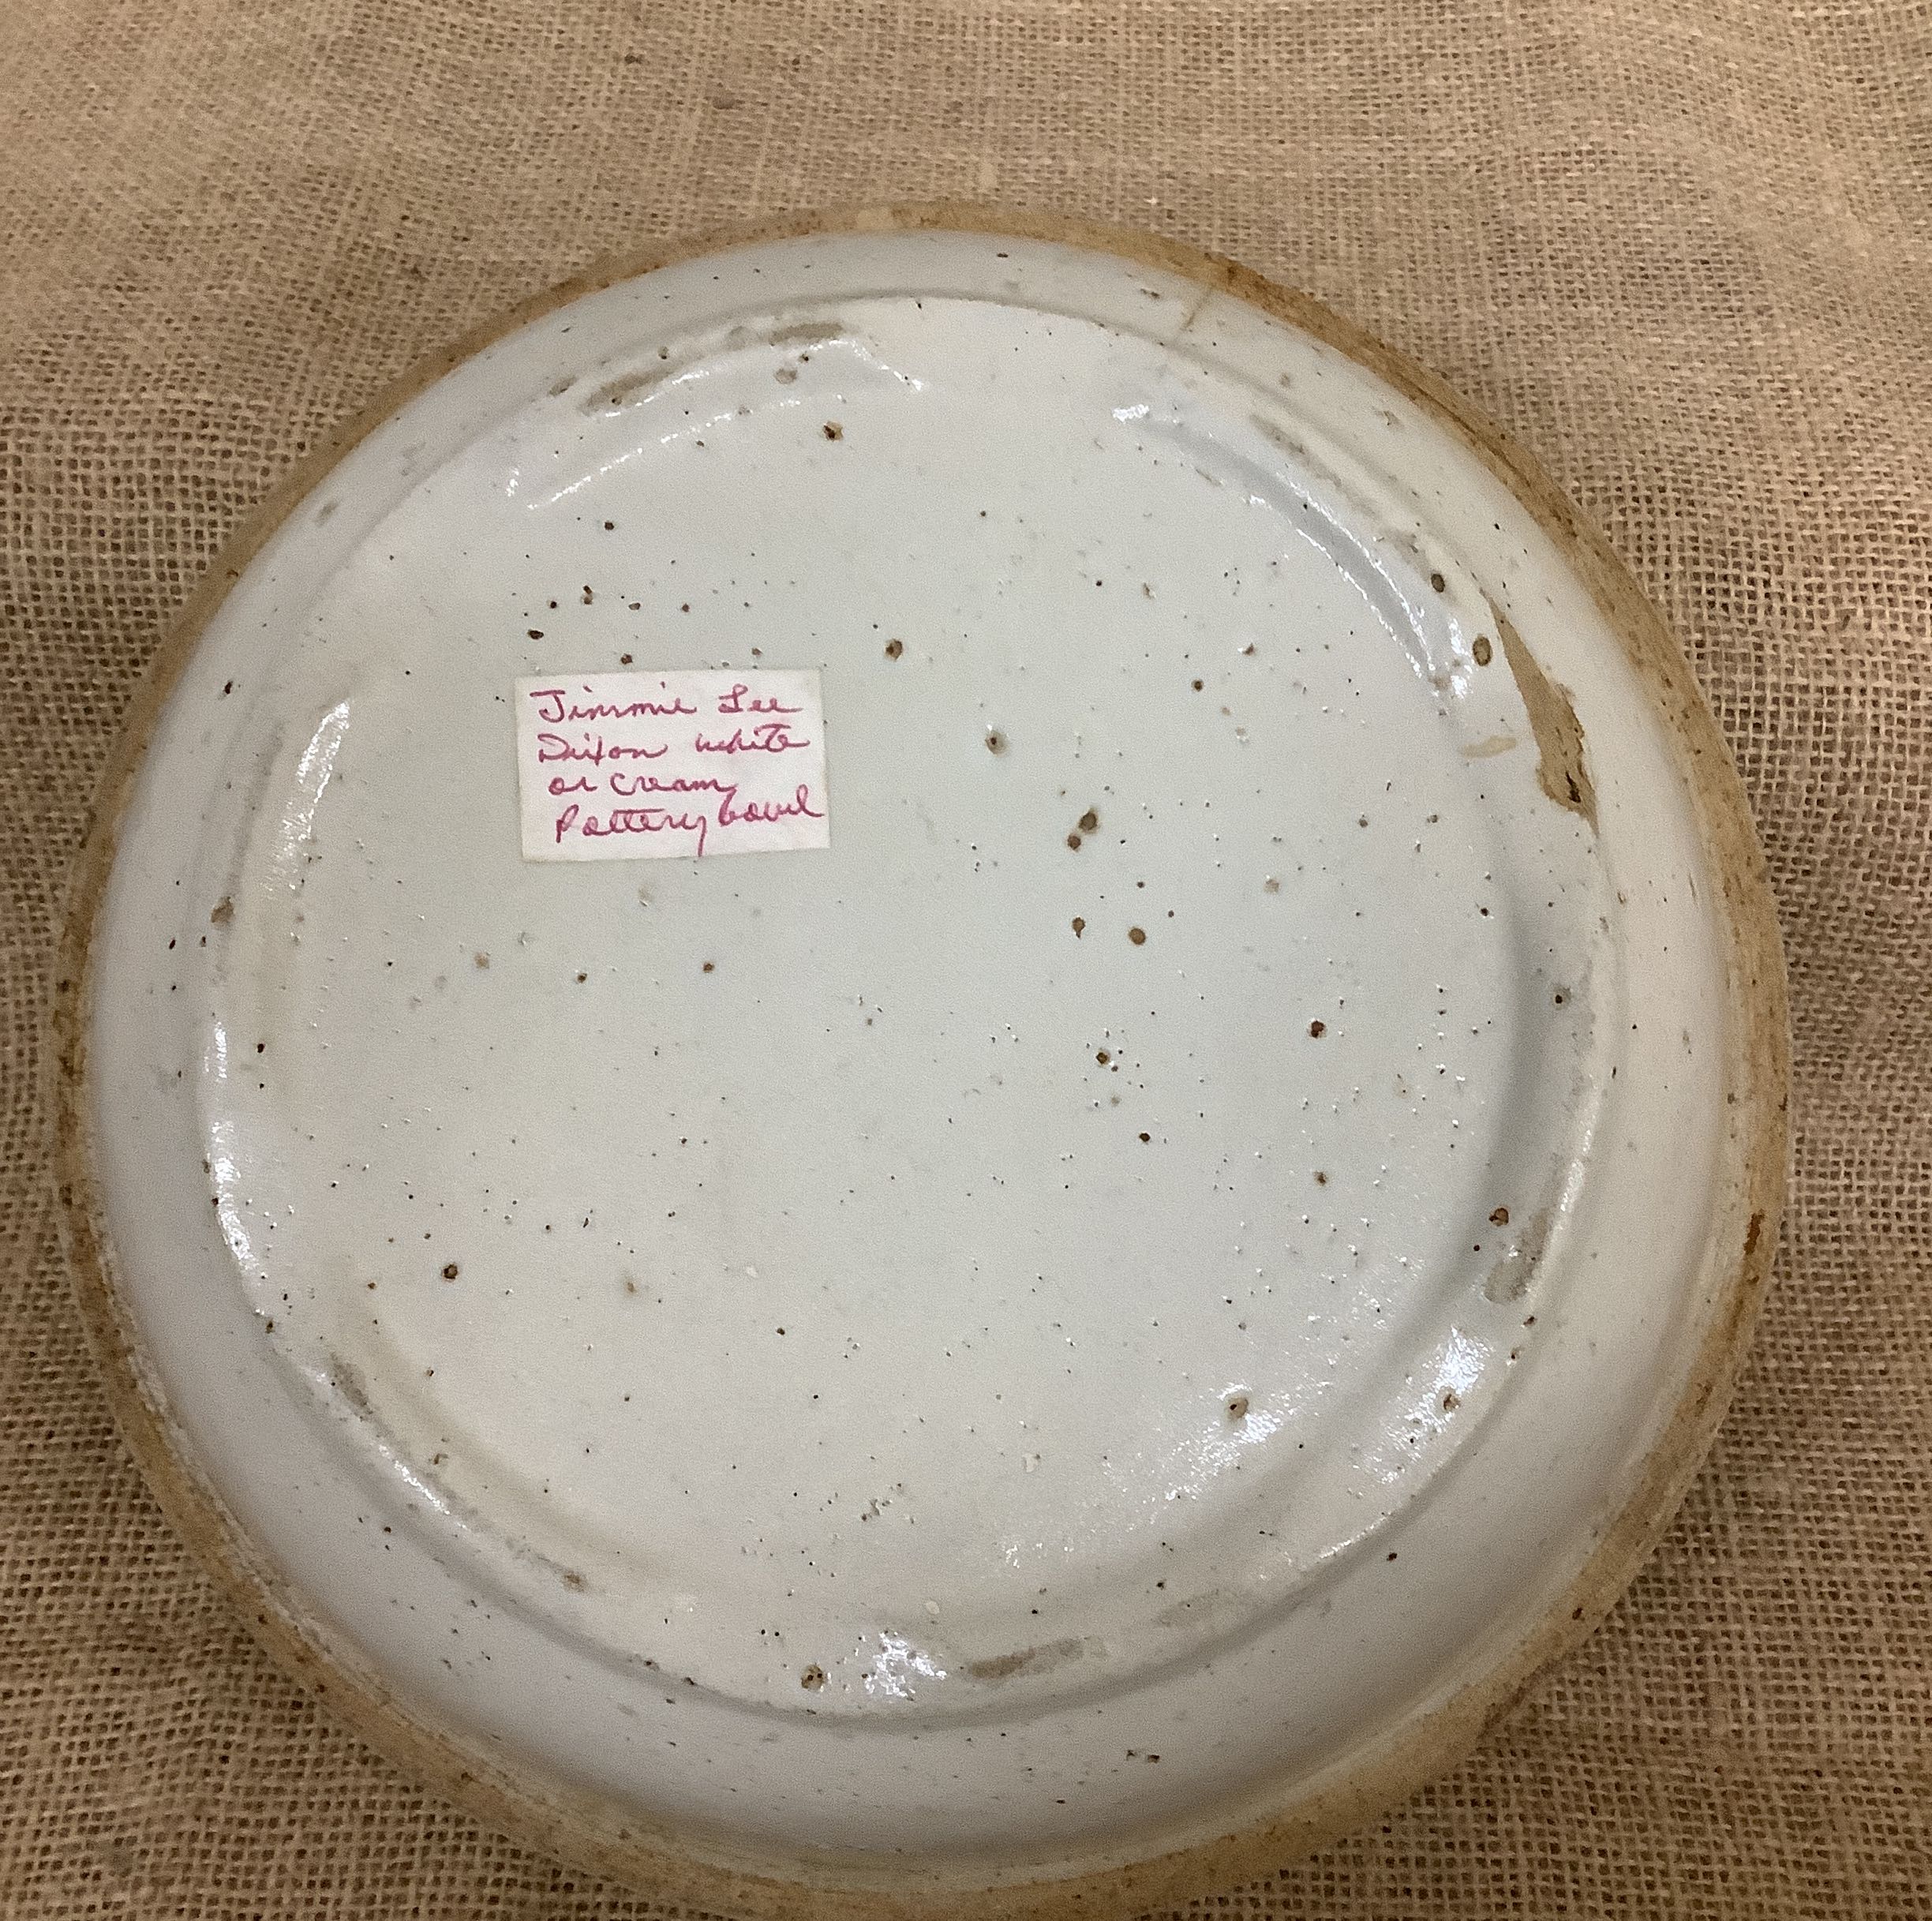 Jimmie Lee
Dixon white
or cream
Pottery bowl